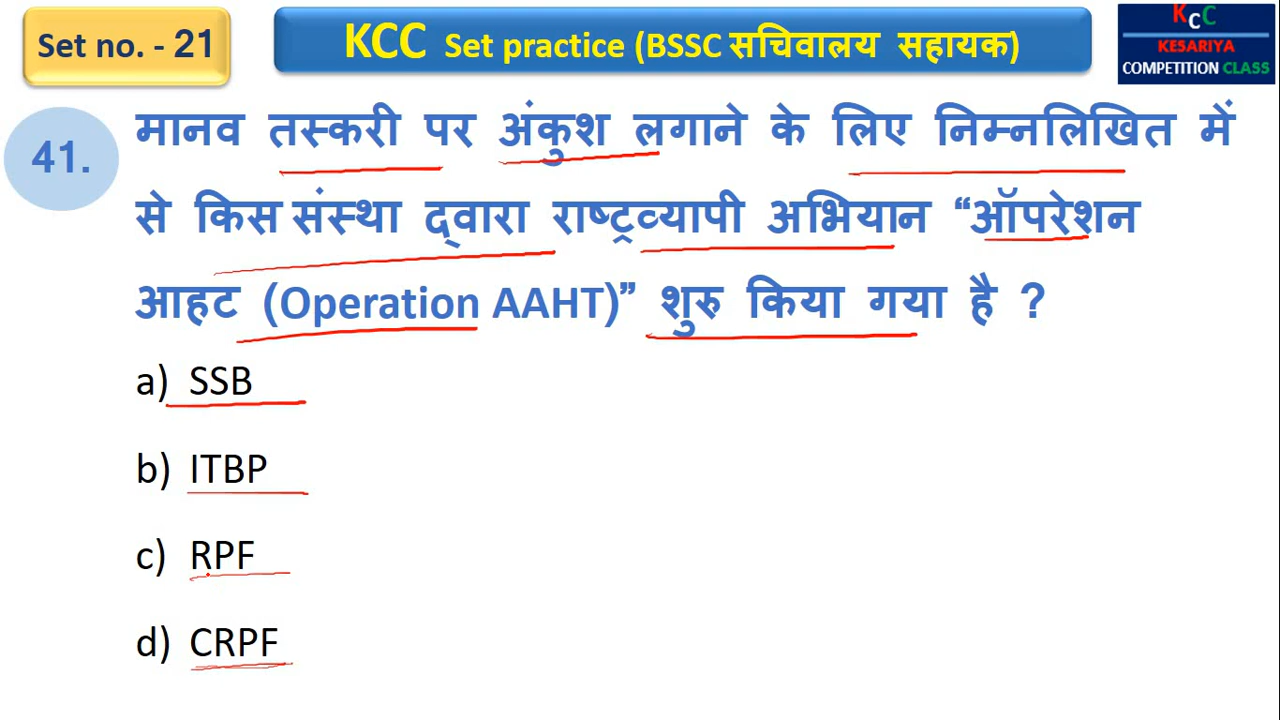 Set no. - 21
KCC Set practice (BSSC सचिवालय सहायक)
KCC
KESARIYA
COMPETITION CLASS
41.
मानव तस्करी पर अंकुश लगाने के लिए निम्नलिखित में
से किस संस्था द्वारा राष्ट्रव्यापी अभियान “ऑपरेशन
आहट (Operation AAHT)” शुरु किया गया है ?
a) SSB
b) ITBP
c) RPF
d) CRPF